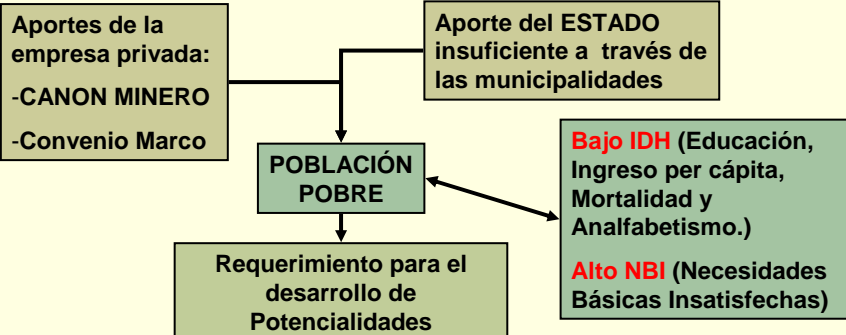 Aportes de la
empresa privada:
-CANON MINERO
-Convenio Marco
Aporte del ESTADO
insuficiente a través de
las municipalidades
POBLACIÓN
POBRE
Bajo IDH (Educación,
Ingreso per cápita,
Mortalidad y
Analfabetismo.)
Alto NBI (Necesidades
Básicas Insatisfechas)
Requerimiento para el
desarrollo de
Potencialidades